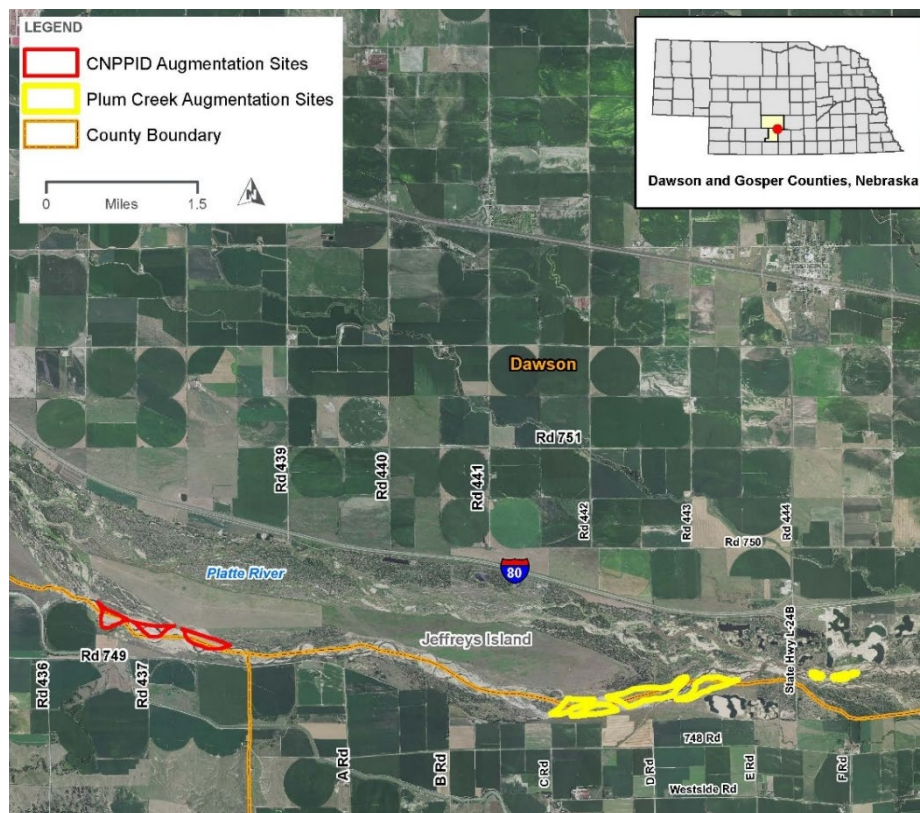 LEGEND
CNPPID Augmentation Sites
Plum Creek Augmentation Sites
County Boundary
0 Miles 1.5
N
Dawson and Gosper Counties, Nebraska
Dawson
Rd 751
Rd 439
Rd 440
Rd 441
Rd 442
Rd 443
Rd 444
Rd 750
Platte River
80
Jeffreys Island
Rd 749
Rd 436
Rd 437
State Hwy L-24B
748 Rd
A Rd
B Rd
C Rd
D Rd
E Rd
F Rd
Westside Rd